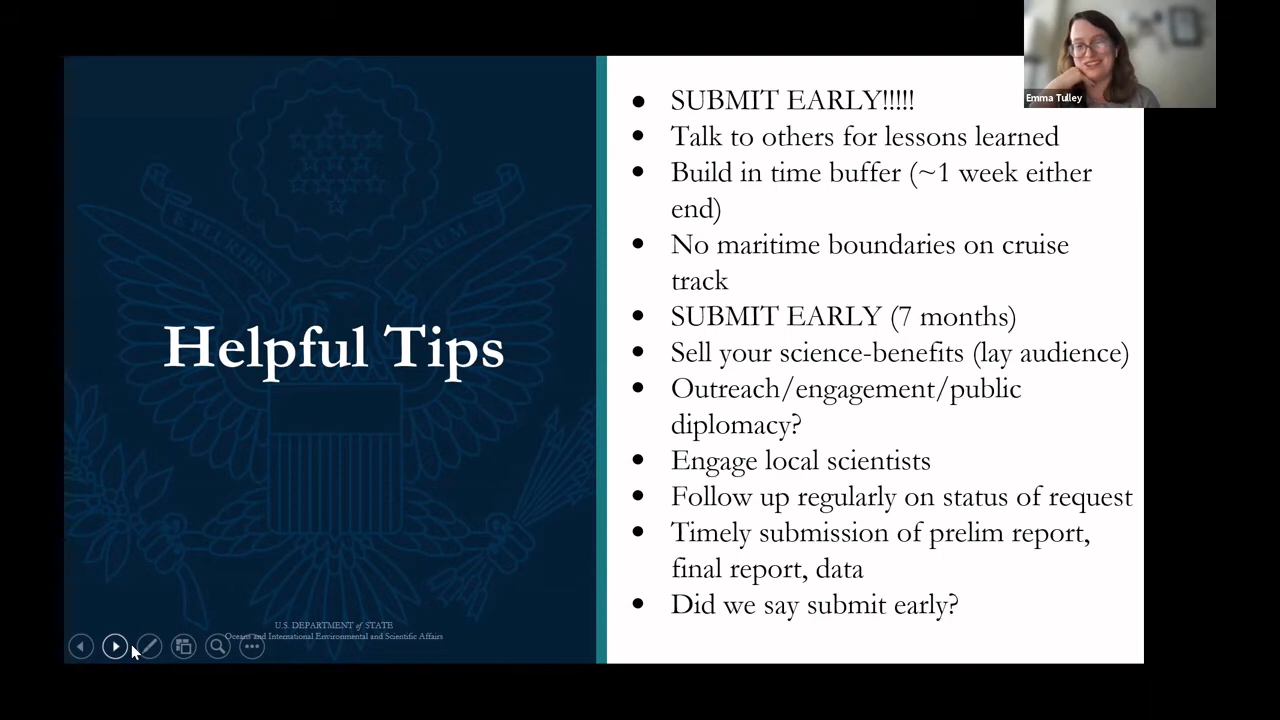 Emma Tulley
SUBMIT EARLY!!!!!
Talk to others for lessons learned
Build in time buffer (~1 week either
end)
No maritime boundaries on cruise
track
SUBMIT EARLY (7 months)
Sell your science-benefits (lay audience)
Outreach/engagement/public
diplomacy?
Engage local scientists
Follow up regularly on status of request
Timely submission of prelim report,
final report, data
Did we say submit early?
E PLURIBUS UNUM
Helpful Tips
U.S. DEPARTMENT of STATE
Oceans and International Environmental and Scientific Affairs